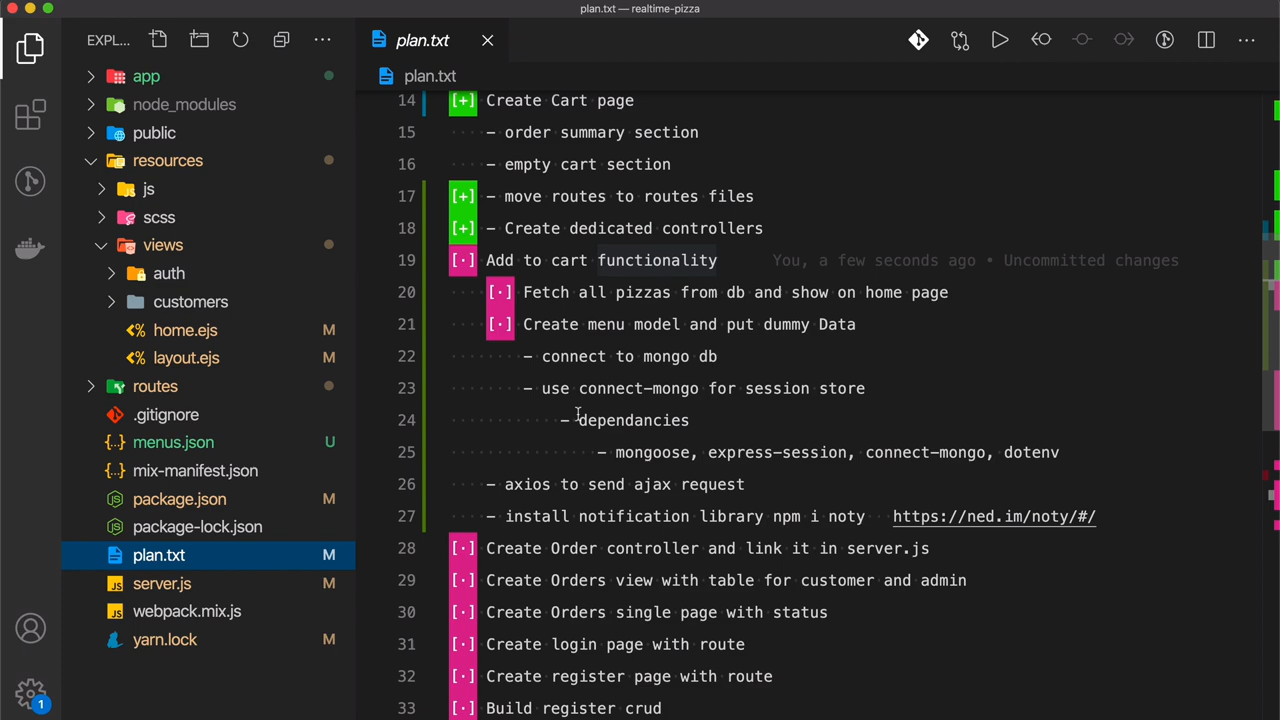 plan.txt — realtime-pizza
EXPL...
plan.txt
plan.txt
app
node_modules
public
resources
js
scss
views
auth
customers
home.ejs M
layout.ejs M
routes
.gitignore
menus.json U
mix-manifest.json
package.json M
package-lock.json
plan.txt M
server.js M
webpack.mix.js
yarn.lock M
1
14 [+] Create Cart page
15 - order summary section
16 - empty cart section
17 [+] - move routes to routes files
18 [+] - Create dedicated controllers
19 [·] Add to cart functionality You, a few seconds ago • Uncommitted changes
20 [·] Fetch all pizzas from db and show on home page
21 [·] Create menu model and put dummy Data
22 - connect to mongo db
23 - use connect-mongo for session store
24 - dependancies
25 - mongoose, express-session, connect-mongo, dotenv
26 - axios to send ajax request
27 - install notification library npm i noty https://ned.im/noty/#/
28 [·] Create Order controller and link it in server.js
29 [·] Create Orders view with table for customer and admin
30 [·] Create Orders single page with status
31 [·] Create login page with route
32 [·] Create register page with route
33 [·] Build register crud